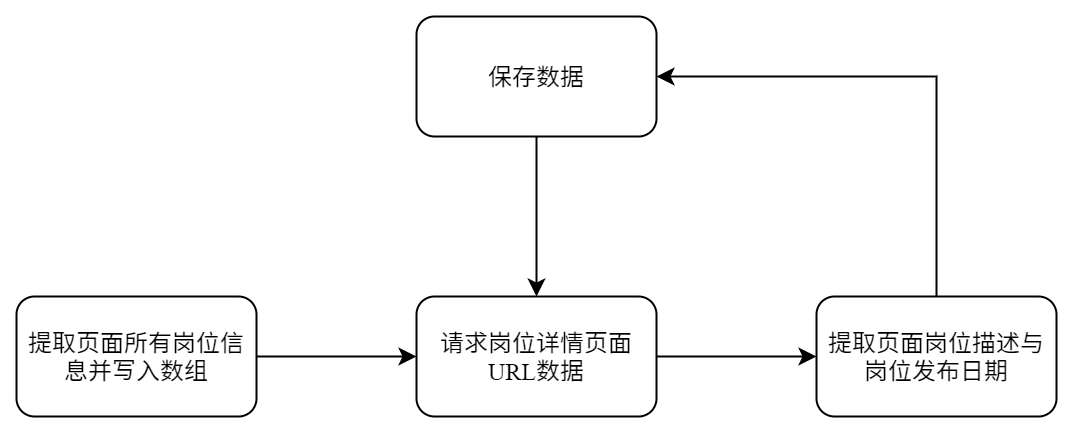 保存数据
提取页面所有岗位信
息并写入数组
请求岗位详情页面
URL数据
提取页面岗位描述与
岗位发布日期